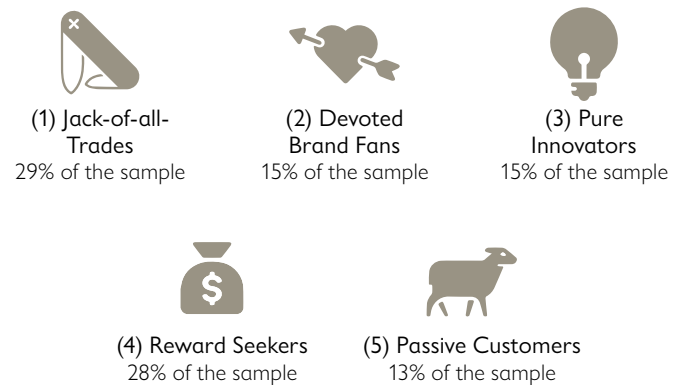 (1) Jack-of-all-
Trades
29% of the sample
(2) Devoted
Brand Fans
15% of the sample
(3) Pure
Innovators
15% of the sample
$
(4) Reward Seekers
28% of the sample
(5) Passive Customers
13% of the sample